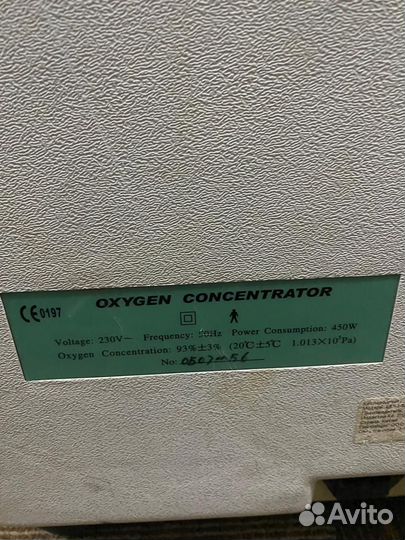 CE0197
OXYGEN CONCENTRATOR
Voltage: 230V~ Frequency: 50Hz Power Consumption: 450W
Oxygen Concentration: 93%±3% (20℃±5℃ 1.013×10⁵Pa)
No:
Avito